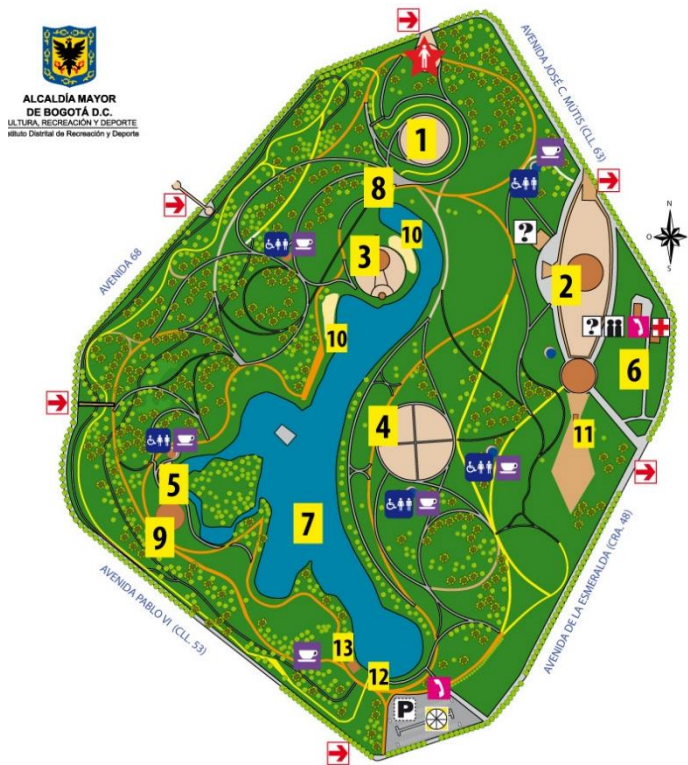 ALCALDÍA MAYOR
DE BOGOTÁ D.C.
ULTURA, RECREACIÓN Y DEPORTE
stituto Distrital de Recreación y Deporte
AVENIDA JOSÉ C. MÚTIS (CLL. 63)
1
N
O
S
8
10
3
?
2
AVENIDA 68
10
?
6
4
11
5
7
9
AVENIDA PABLO VI (CLL. 53)
AVENIDA DE LA ESMERALDA (CRA. 48)
13
12
P